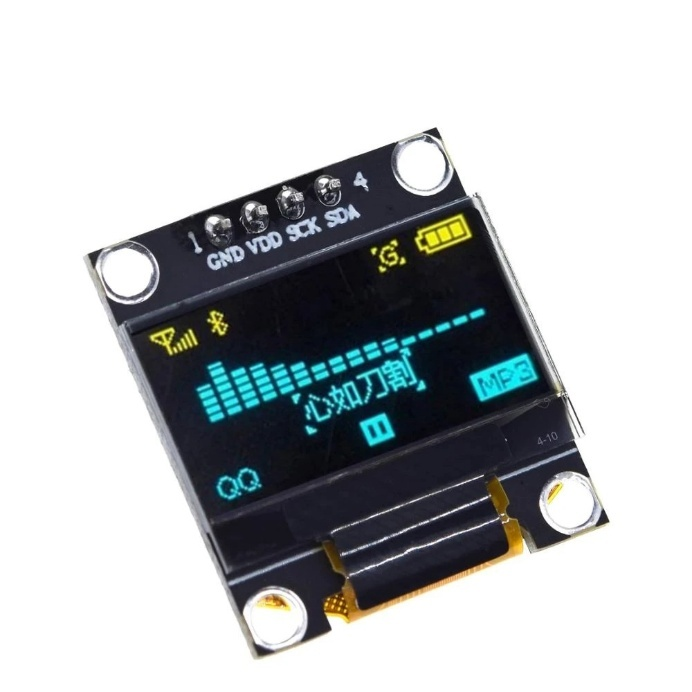 1 4
GND VDD SCK SDA
G
心如刀割
MP3
QQ
4-10